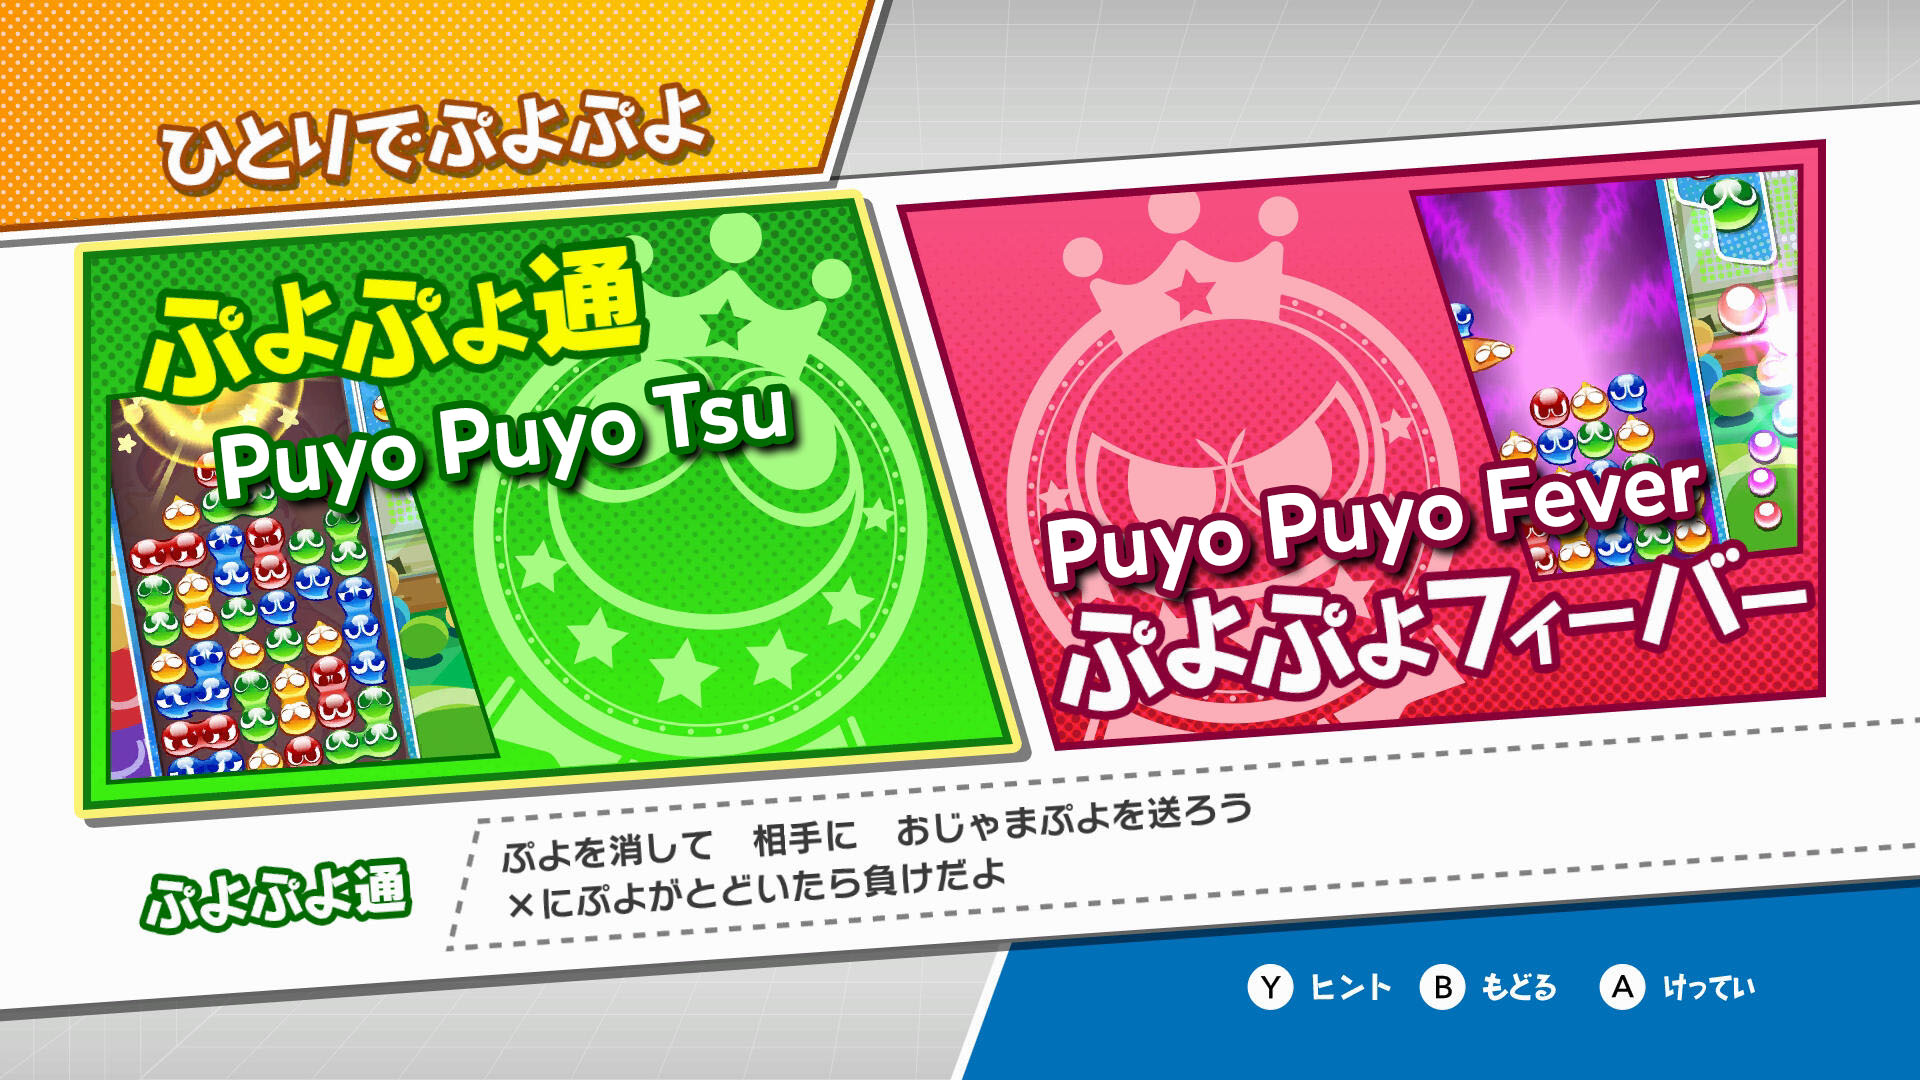 ひとりでぷよぷよ
ぷよぷよ通
Puyo Puyo Tsu
Puyo Puyo Fever
ぷよぷよフィーバー
ぷよぷよ通
ぷよを消して　相手に　おじゃまぷよを送ろう
×にぷよがとどいたら負けだよ
Y ヒント B もどる A けってい